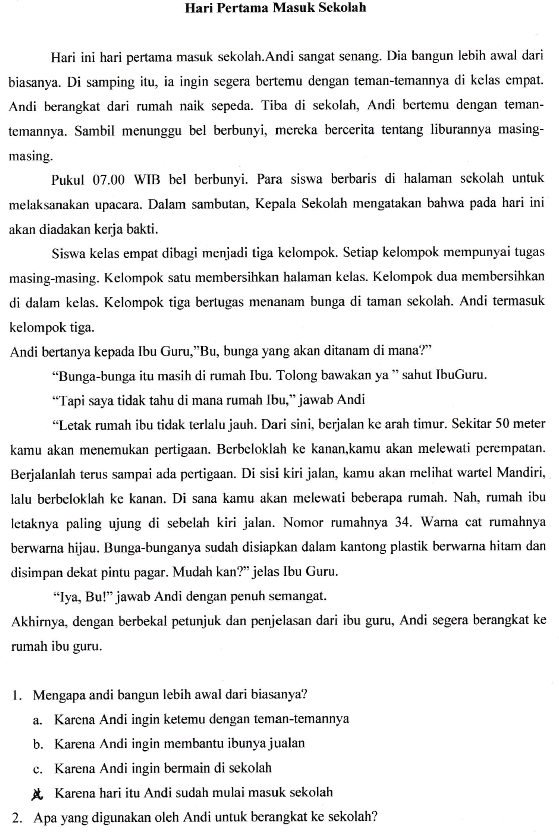 Hari Pertama Masuk Sekolah
Hari ini hari pertama masuk sekolah.Andi sangat senang. Dia bangun lebih awal dari
biasanya. Di samping itu, ia ingin segera bertemu dengan teman-temannya di kelas empat.
Andi berangkat dari rumah naik sepeda. Tiba di sekolah, Andi bertemu dengan teman-
temannya. Sambil menunggu bel berbunyi, mereka bercerita tentang liburannya masing-
masing.
Pukul 07.00 WIB bel berbunyi. Para siswa berbaris di halaman sekolah untuk
melaksanakan upacara. Dalam sambutan, Kepala Sekolah mengatakan bahwa pada hari ini
akan diadakan kerja bakti.
Siswa kelas empat dibagi menjadi tiga kelompok. Setiap kelompok mempunyai tugas
masing-masing. Kelompok satu membersihkan halaman kelas. Kelompok dua membersihkan
di dalam kelas. Kelompok tiga bertugas menanam bunga di taman sekolah. Andi termasuk
kelompok tiga.
Andi bertanya kepada Ibu Guru,”Bu, bunga yang akan ditanam di mana?”
“Bunga-bunga itu masih di rumah Ibu. Tolong bawakan ya ” sahut IbuGuru.
“Tapi saya tidak tahu di mana rumah Ibu,” jawab Andi
“Letak rumah ibu tidak terlalu jauh. Dari sini, berjalan ke arah timur. Sekitar 50 meter
kamu akan menemukan pertigaan. Berbeloklah ke kanan,kamu akan melewati perempatan.
Berjalanlah terus sampai ada pertigaan. Di sisi kiri jalan, kamu akan melihat wartel Mandiri,
lalu berbeloklah ke kanan. Di sana kamu akan melewati beberapa rumah. Nah, rumah ibu
letaknya paling ujung di sebelah kiri jalan. Nomor rumahnya 34. Warna cat rumahnya
berwarna hijau. Bunga-bunganya sudah disiapkan dalam kantong plastik berwarna hitam dan
disimpan dekat pintu pagar. Mudah kan?” jelas Ibu Guru.
“Iya, Bu!” jawab Andi dengan penuh semangat.
Akhirnya, dengan berbekal petunjuk dan penjelasan dari ibu guru, Andi segera berangkat ke
rumah ibu guru.
1. Mengapa andi bangun lebih awal dari biasanya?
a. Karena Andi ingin ketemu dengan teman-temannya
b. Karena Andi ingin membantu ibunya jualan
c. Karena Andi ingin bermain di sekolah
d. Karena hari itu Andi sudah mulai masuk sekolah
2. Apa yang digunakan oleh Andi untuk berangkat ke sekolah?